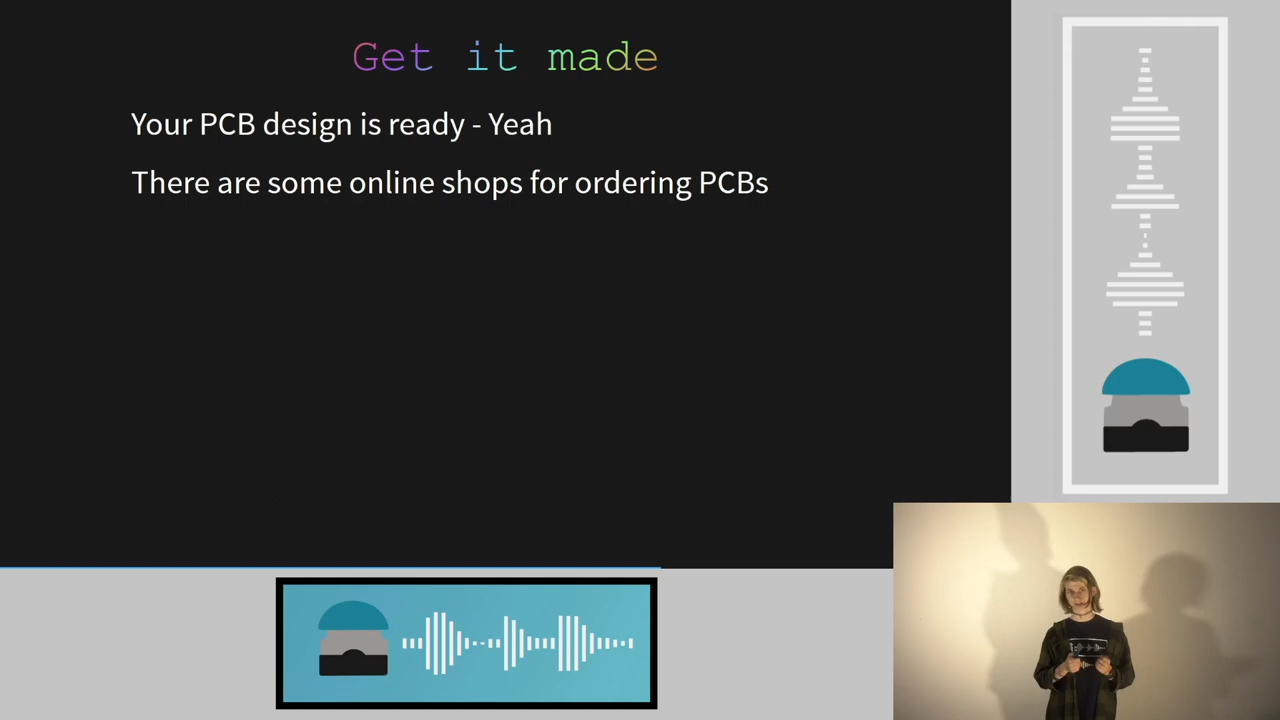 Get it made
Your PCB design is ready - Yeah
There are some online shops for ordering PCBs